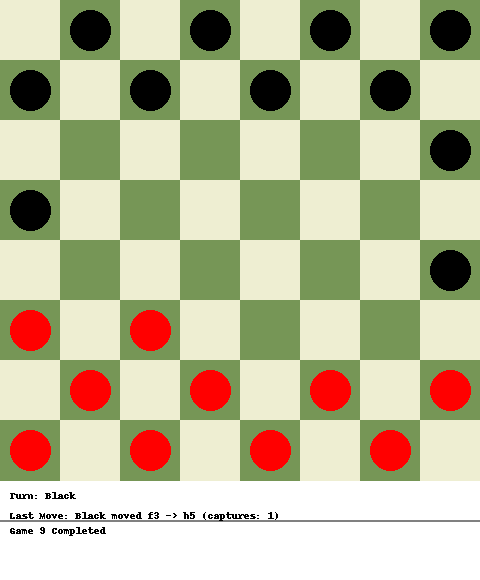 Turn: Black
Last Move: Black moved f3 -> h5 (captures: 1)
Game 9 Completed